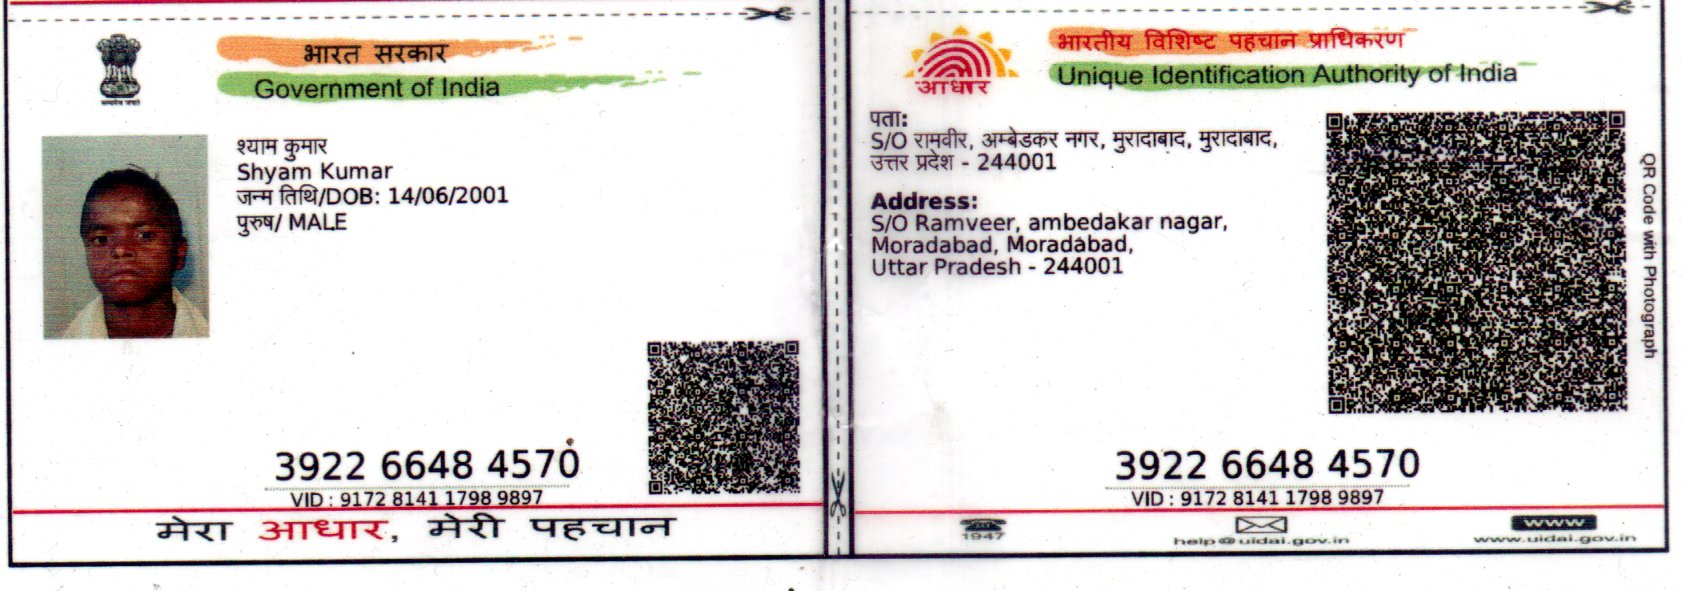 भारत सरकार
Government of India
श्याम कुमार
Shyam Kumar
जन्म तिथि/DOB: 14/06/2001
पुरुष/ MALE
3922 6648 4570
VID : 9172 8141 1798 9897
मेरा आधार, मेरी पहचान
भारतीय विशिष्ट पहचान प्राधिकरण
Unique Identification Authority of India
आधार
पता:
S/O रामवीर, अम्बेडकर नगर, मुरादाबाद, मुरादाबाद,
उत्तर प्रदेश - 244001
Address:
S/O Ramveer, ambedakar nagar,
Moradabad, Moradabad,
Uttar Pradesh - 244001
QR Code with Photograph
3922 6648 4570
VID : 9172 8141 1798 9897
1947
help@uidai.gov.in
www
www.uidai.gov.in